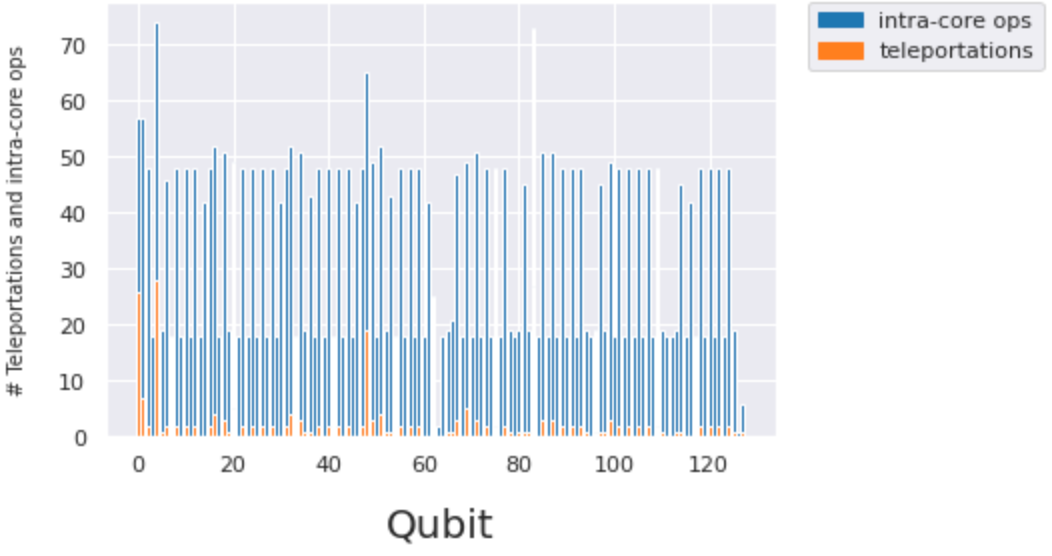 intra-core ops
teleportations
# Teleportations and intra-core ops
70
60
50
40
30
20
10
0
0 20 40 60 80 100 120
Qubit